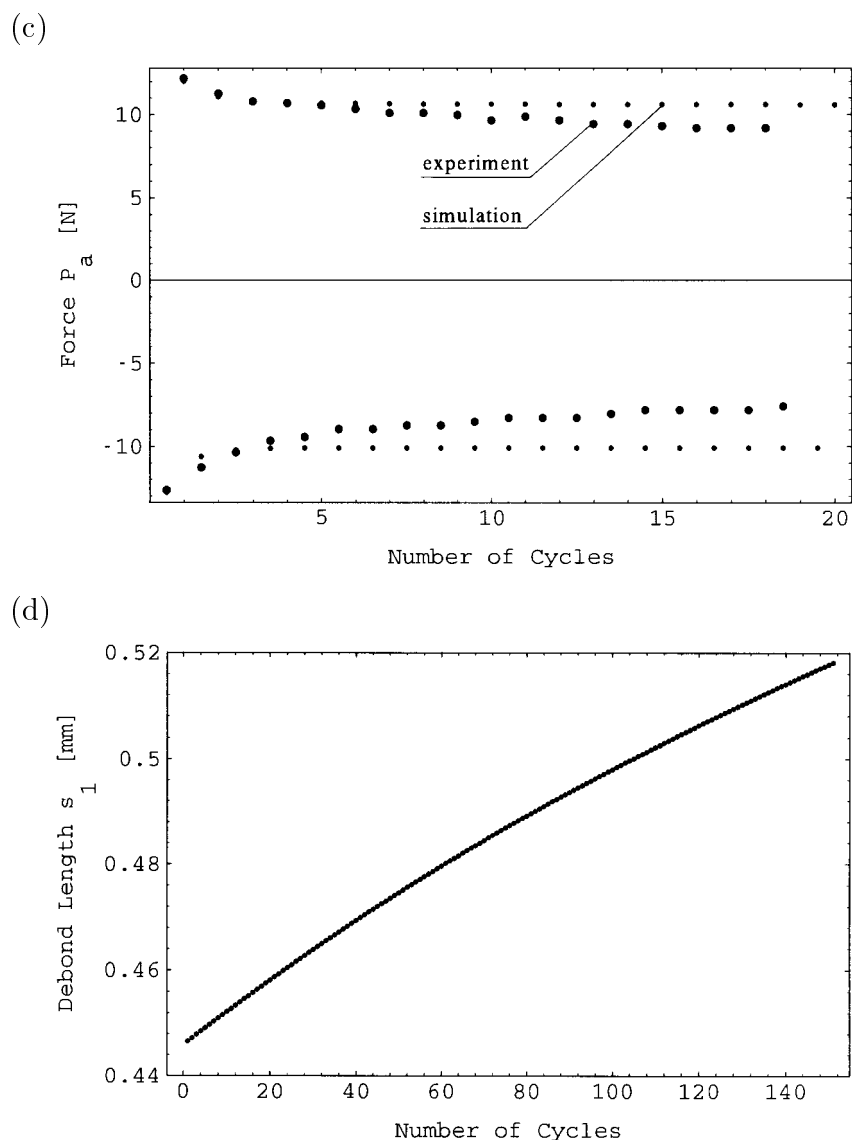 (c)
10
5
0
-5
-10
Force P_a [N]
experiment
simulation
5
10
15
20
Number of Cycles
(d)
0.52
0.5
0.48
0.46
0.44
Debond Length s_1 [mm]
0
20
40
60
80
100
120
140
Number of Cycles